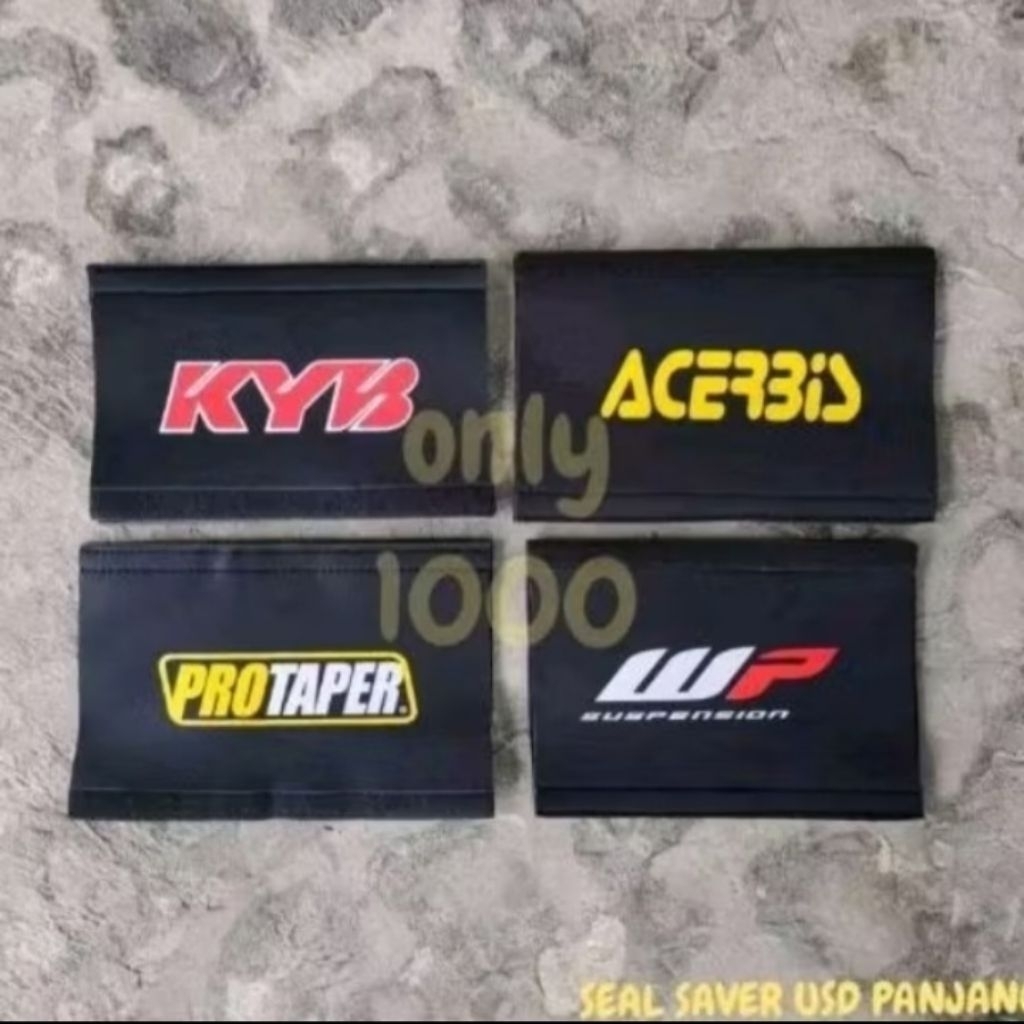 KYB
ACERBIS
only
1000
PROTAPER
WP
SUSPENSION
SEAL SAVER USD PANJANG